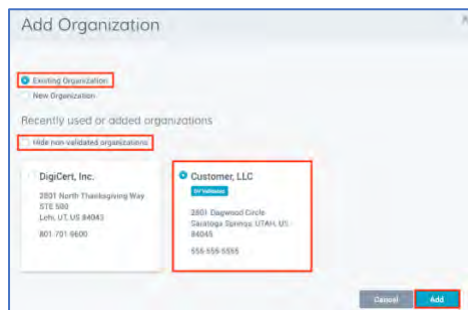 Add Organization
Existing Organization
New Organization
Recently used or added organizations
Hide non-validated organizations
DigiCert, Inc.
2801 North Thanksgiving Way
STE 500
Lehi, UT, US 84043
801-701-9600
Customer, LLC
OV Validated
2801 Dogwood Circle
Saratoga Springs, UTAH, US
84045
555-555-5555
Cancel
Add